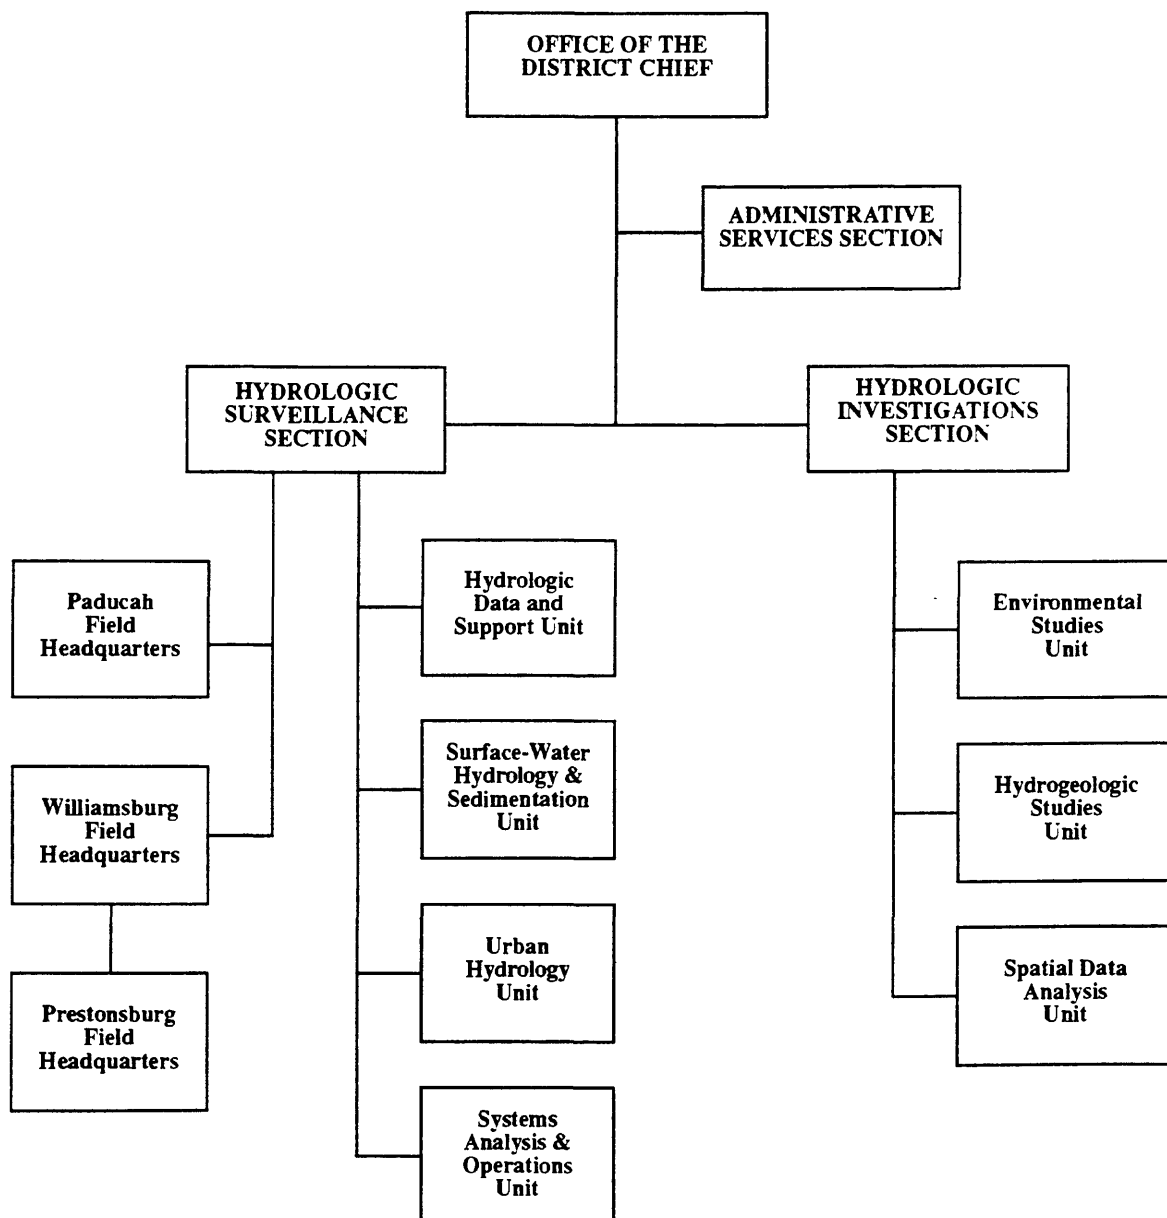 OFFICE OF THE
DISTRICT CHIEF
ADMINISTRATIVE
SERVICES SECTION
HYDROLOGIC
SURVEILLANCE
SECTION
HYDROLOGIC
INVESTIGATIONS
SECTION
Paducah
Field
Headquarters
Williamsburg
Field
Headquarters
Prestonsburg
Field
Headquarters
Hydrologic
Data and
Support Unit
Surface-Water
Hydrology &
Sedimentation
Unit
Urban
Hydrology
Unit
Systems
Analysis &
Operations
Unit
Environmental
Studies
Unit
Hydrogeologic
Studies
Unit
Spatial Data
Analysis
Unit